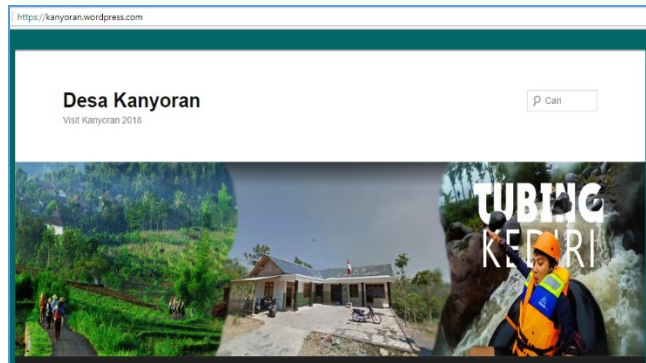 https://kanyoran.wordpress.com
Desa Kanyoran
Visit Kanyoran 2018
Cari
TUBING
KEDIRI